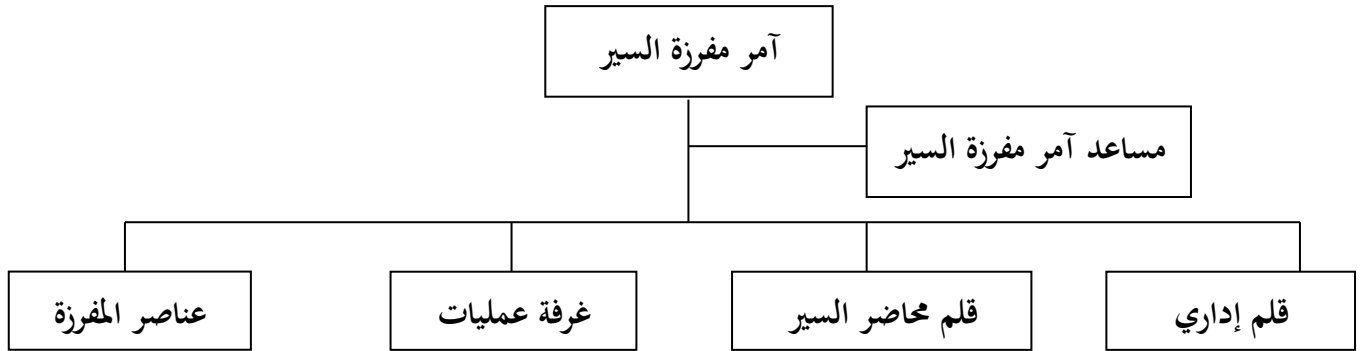 آمر مفرزة السير
مساعد آمر مفرزة السير
قلم إداري
قلم محاضر السير
غرفة عمليات
عناصر المفرزة